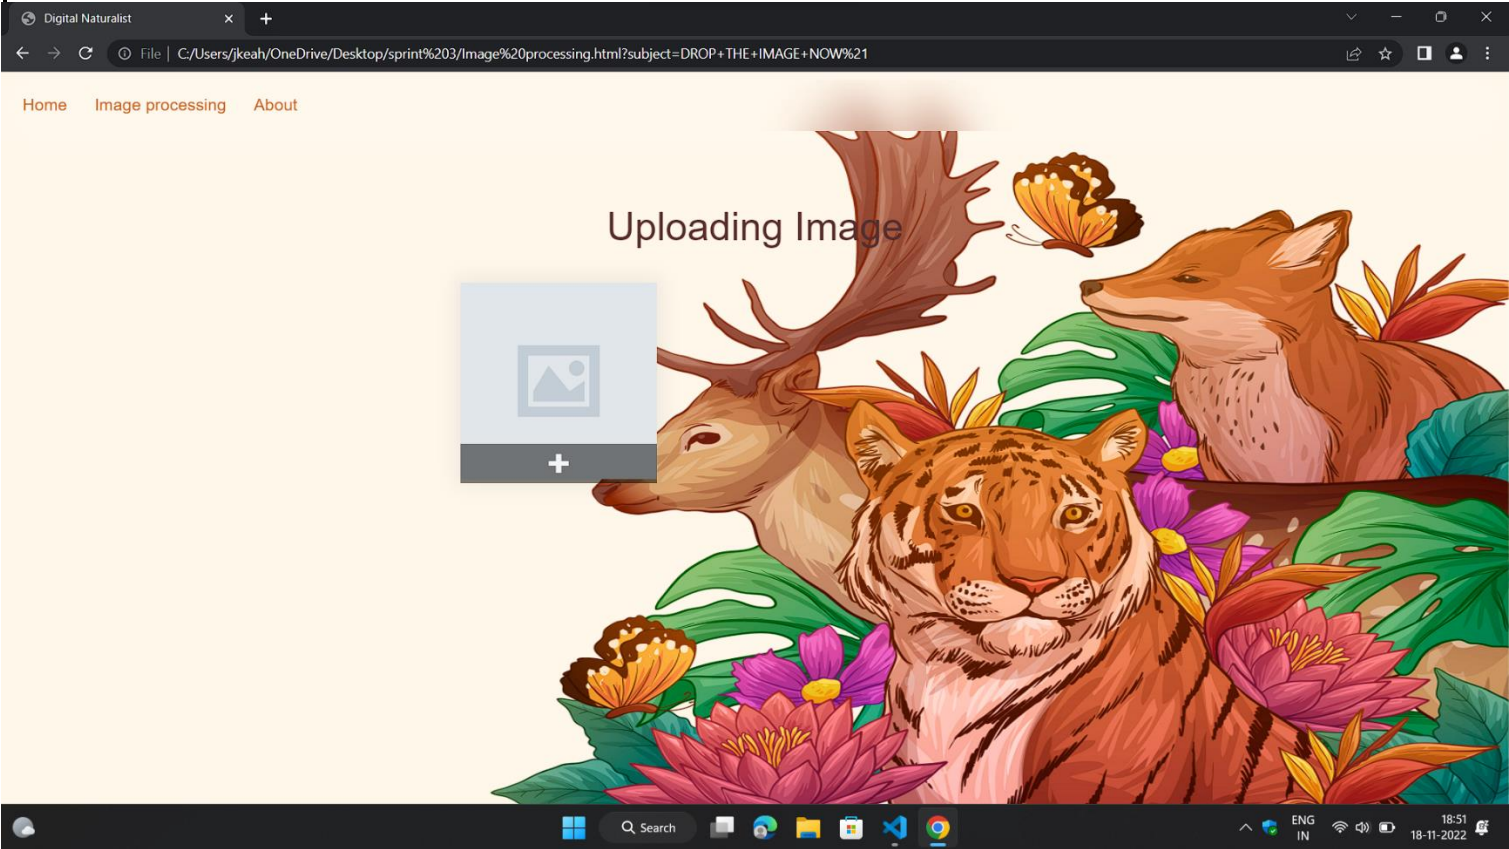 Digital Naturalist
File | C:/Users/jkeah/OneDrive/Desktop/sprint%203/Image%20processing.html?subject=DROP+THE+IMAGE+NOW%21
Home Image processing About
Uploading Image
Search
ENG
IN
18:51
18-11-2022